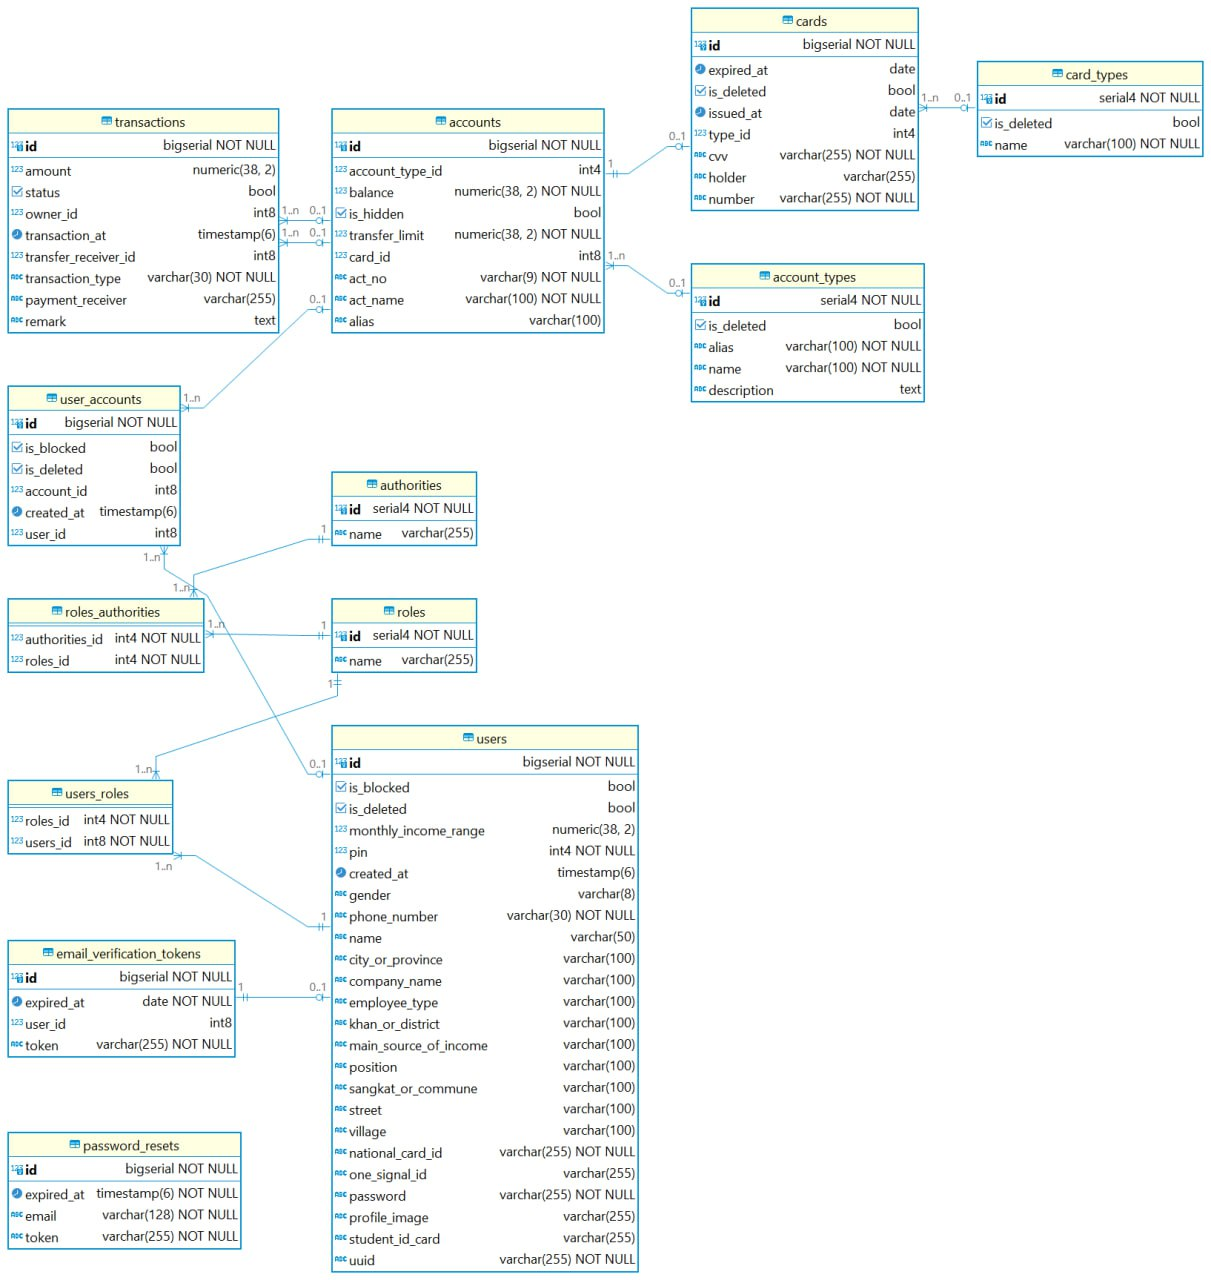 cards
id bigserial NOT NULL
expired_at date
is_deleted bool
issued_at date
type_id int4
cvv varchar(255) NOT NULL
holder varchar(255)
number varchar(255) NOT NULL
1..n 0..1
card_types
id serial4 NOT NULL
is_deleted bool
name varchar(100) NOT NULL
transactions
id bigserial NOT NULL
amount numeric(38, 2)
status bool
owner_id int8
transaction_at timestamp(6)
transfer_receiver_id int8
transaction_type varchar(30) NOT NULL
payment_receiver varchar(255)
remark text
1..n 0..1
1..n 0..1
accounts
id bigserial NOT NULL
account_type_id int4
balance numeric(38, 2) NOT NULL
is_hidden bool
transfer_limit numeric(38, 2) NOT NULL
card_id int8
act_no varchar(9) NOT NULL
act_name varchar(100) NOT NULL
alias varchar(100)
1 0..1
1..n 0..1
account_types
id serial4 NOT NULL
is_deleted bool
alias varchar(100) NOT NULL
name varchar(100) NOT NULL
description text
0..1
1..n
user_accounts
id bigserial NOT NULL
is_blocked bool
is_deleted bool
account_id int8
created_at timestamp(6)
user_id int8
1..n
authorities
id serial4 NOT NULL
name varchar(255)
1
1..n
roles_authorities
authorities_id int4 NOT NULL
roles_id int4 NOT NULL
1..n 1
roles
id serial4 NOT NULL
name varchar(255)
1
1..n
users_roles
roles_id int4 NOT NULL
users_id int8 NOT NULL
1..n
0..1
1
users
id bigserial NOT NULL
is_blocked bool
is_deleted bool
monthly_income_range numeric(38, 2)
pin int4 NOT NULL
created_at timestamp(6)
gender varchar(8)
phone_number varchar(30) NOT NULL
name varchar(50)
city_or_province varchar(100)
company_name varchar(100)
employee_type varchar(100)
khan_or_district varchar(100)
main_source_of_income varchar(100)
position varchar(100)
sangkat_or_commune varchar(100)
street varchar(100)
village varchar(100)
national_card_id varchar(255) NOT NULL
one_signal_id varchar(255)
password varchar(255) NOT NULL
profile_image varchar(255)
student_id_card varchar(255)
uuid varchar(255) NOT NULL
email_verification_tokens
id bigserial NOT NULL
expired_at date NOT NULL
user_id int8
token varchar(255) NOT NULL
1 0..1
password_resets
id bigserial NOT NULL
expired_at timestamp(6) NOT NULL
email varchar(128) NOT NULL
token varchar(255) NOT NULL